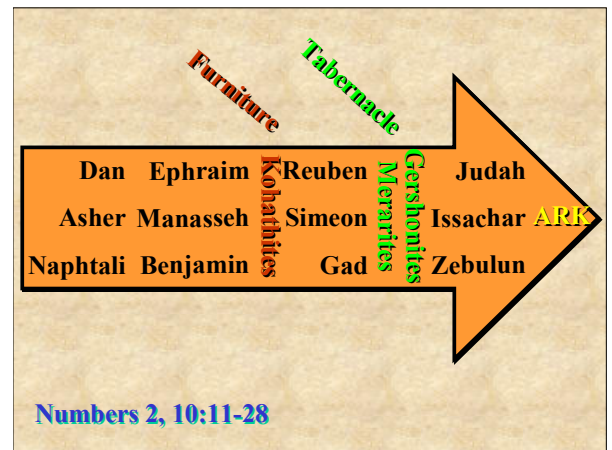 Furniture
Tabernacle
Dan Ephraim Reuben Judah
Asher Manasseh Simeon Issachar ARK
Naphtali Benjamin Gad Zebulun
Kohathites
Merarites
Gershonites
Numbers 2, 10:11-28